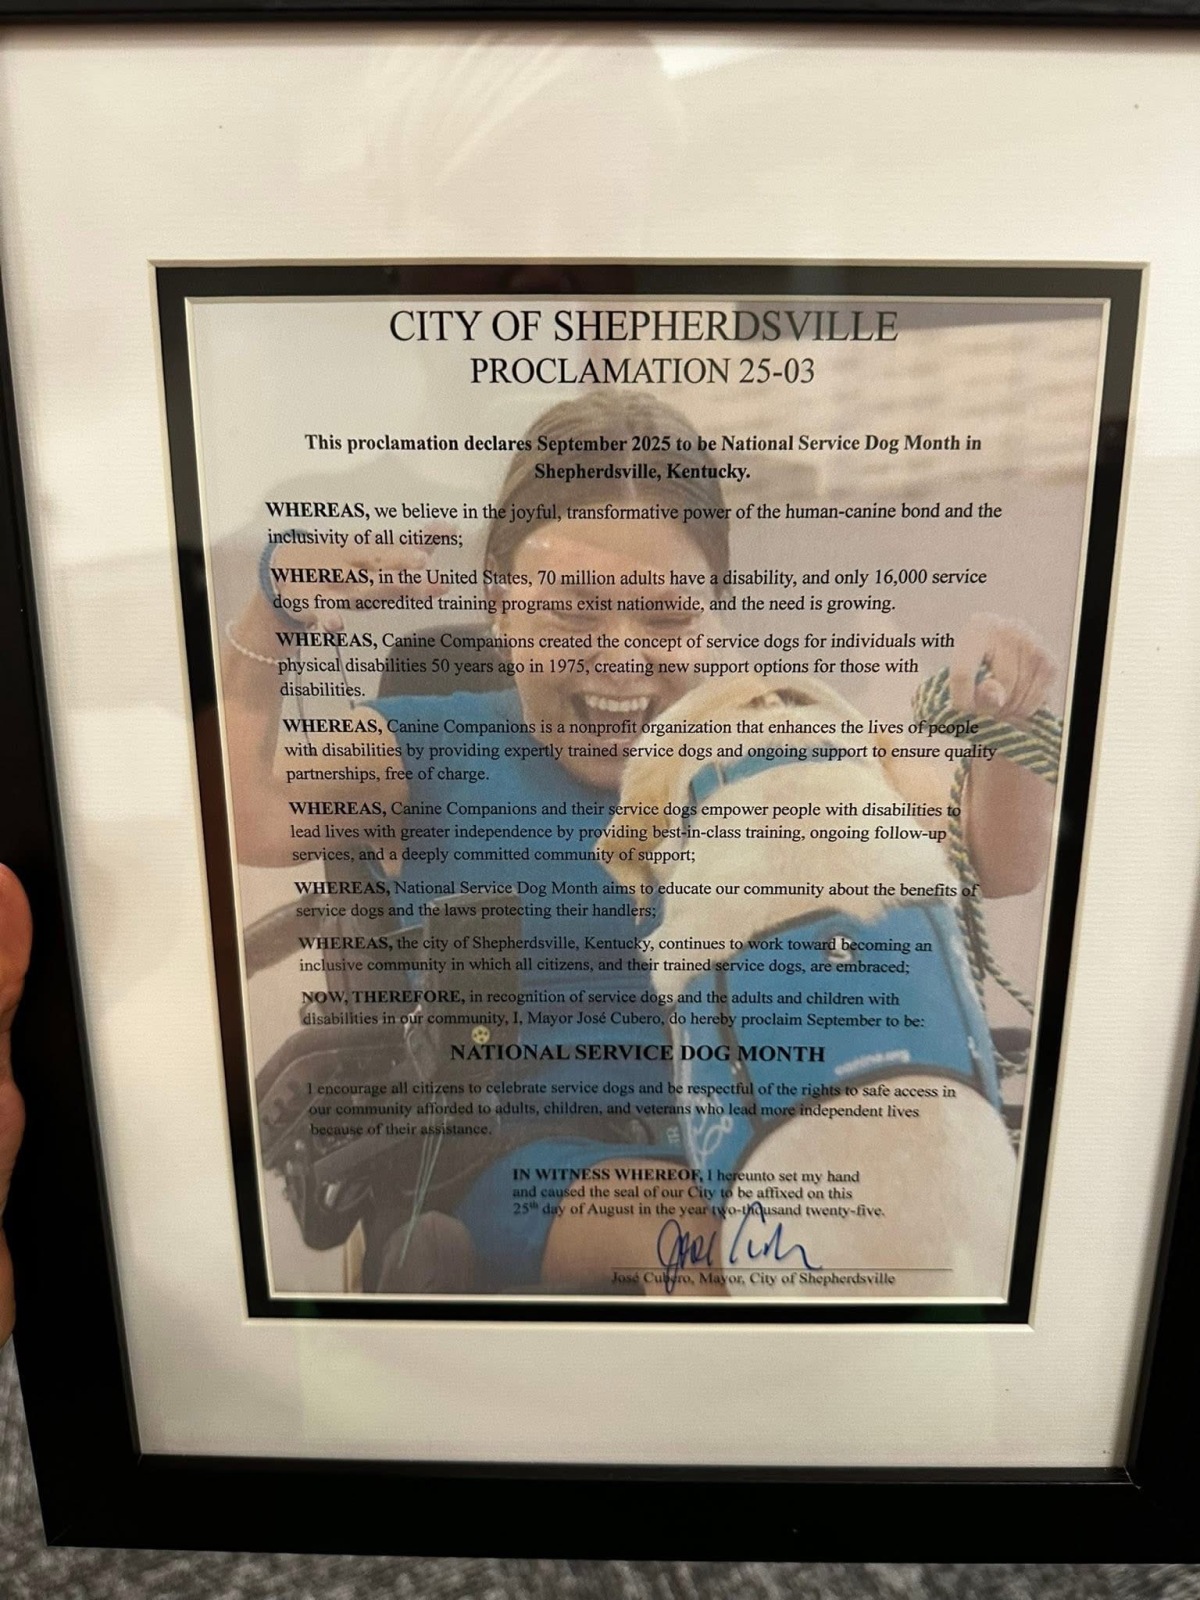 CITY OF SHEPHERDSVILLE
PROCLAMATION 25-03
This proclamation declares September 2025 to be National Service Dog Month in
Shepherdsville, Kentucky.
WHEREAS, we believe in the joyful, transformative power of the human-canine bond and the
inclusivity of all citizens;
WHEREAS, in the United States, 70 million adults have a disability, and only 16,000 service
dogs from accredited training programs exist nationwide, and the need is growing.
WHEREAS, Canine Companions created the concept of service dogs for individuals with
physical disabilities 50 years ago in 1975, creating new support options for those with
disabilities.
WHEREAS, Canine Companions is a nonprofit organization that enhances the lives of people
with disabilities by providing expertly trained service dogs and ongoing support to ensure quality
partnerships, free of charge.
WHEREAS, Canine Companions and their service dogs empower people with disabilities to
lead lives with greater independence by providing best-in-class training, ongoing follow-up
services, and a deeply committed community of support;
WHEREAS, National Service Dog Month aims to educate our community about the benefits of
service dogs and the laws protecting their handlers;
WHEREAS, the city of Shepherdsville, Kentucky, continues to work toward becoming an
inclusive community in which all citizens, and their trained service dogs, are embraced;
NOW, THEREFORE, in recognition of service dogs and the adults and children with
disabilities in our community, I, Mayor José Cubero, do hereby proclaim September to be:
NATIONAL SERVICE DOG MONTH
I encourage all citizens to celebrate service dogs and be respectful of the rights to safe access in
our community afforded to adults, children, and veterans who lead more independent lives
because of their assistance.
IN WITNESS WHEREOF, I hereunto set my hand
and caused the seal of our City to be affixed on this
25th day of August in the year two-thousand twenty-five.
José Cubero, Mayor, City of Shepherdsville